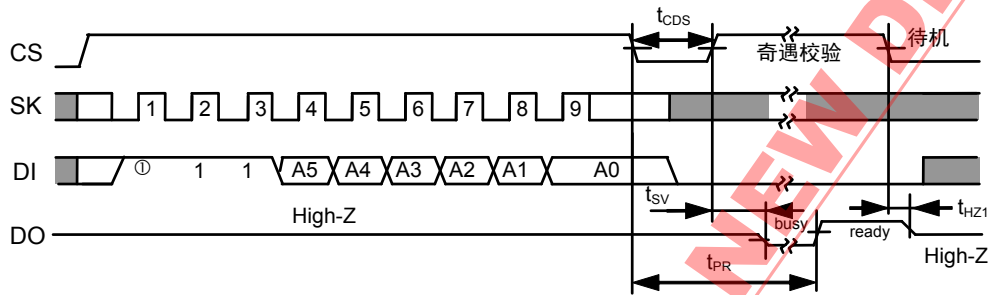 tCDS
CS
奇遇校验
待机
SK
1 2 3 4 5 6 7 8 9
DI
① 1 1 A5 A4 A3 A2 A1 A0
tSV
tHZ1
High-Z
busy
ready
DO
High-Z
tPR
NEW D